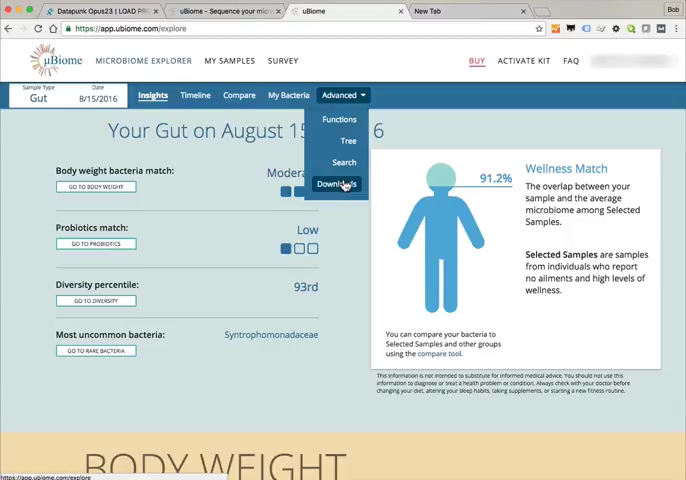 Datapunk Opus23 | LOAD PR
uBiome - Sequence your micr
uBiome
New Tab
Bob
https://app.ubiome.com/explore
μBiome
MICROBIOME EXPLORER
MY SAMPLES
SURVEY
BUY
ACTIVATE KIT
FAQ
Sample Type
Gut
8/15/2016
Insights
Timeline
Compare
My Bacteria
Advanced
Functions
Tree
Search
Downloads
Your Gut on August 15 6
Body weight bacteria match:
Modera
GO TO BODY WEIGHT
Probiotics match:
Low
GO TO PROBIOTICS
Diversity percentile:
93rd
GO TO DIVERSITY
Most uncommon bacteria:
Syntrophomonadaceae
GO TO RARE BACTERIA
91.2%
Wellness Match
The overlap between your
sample and the average
microbiome among Selected
Samples.
Selected Samples are samples
from individuals who report
no ailments and high levels of
wellness.
You can compare your bacteria to
Selected Samples and other groups
using the compare tool.
This information is not intended to substitute for informed medical advice. You should not use this
information to diagnose or treat a health problem or condition. Always check with your doctor before
changing your diet, altering your sleep habits, taking supplements, or starting a new fitness routine.
BODY WEIGHT
https://app.ubiome.com/explore